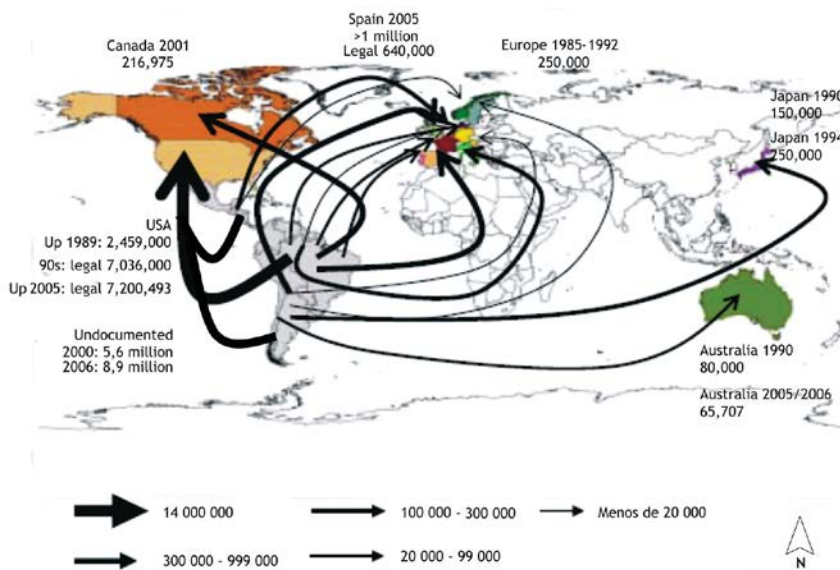 Spain 2005
>1 million
Legal 640,000
Canada 2001
216,975
Europe 1985-1992
250,000
Japan 1990
150,000
Japan 1994
250,000
USA
Up 1989: 2,459,000
90s: legal 7,036,000
Up 2005: legal 7,200,493
Undocumented
2000: 5,6 million
2006: 8,9 million
Australia 1990
80,000
Australia 2005/2006
65,707
14 000 000
100 000 - 300 000
Menos de 20 000
300 000 - 999 000
20 000 - 99 000
N